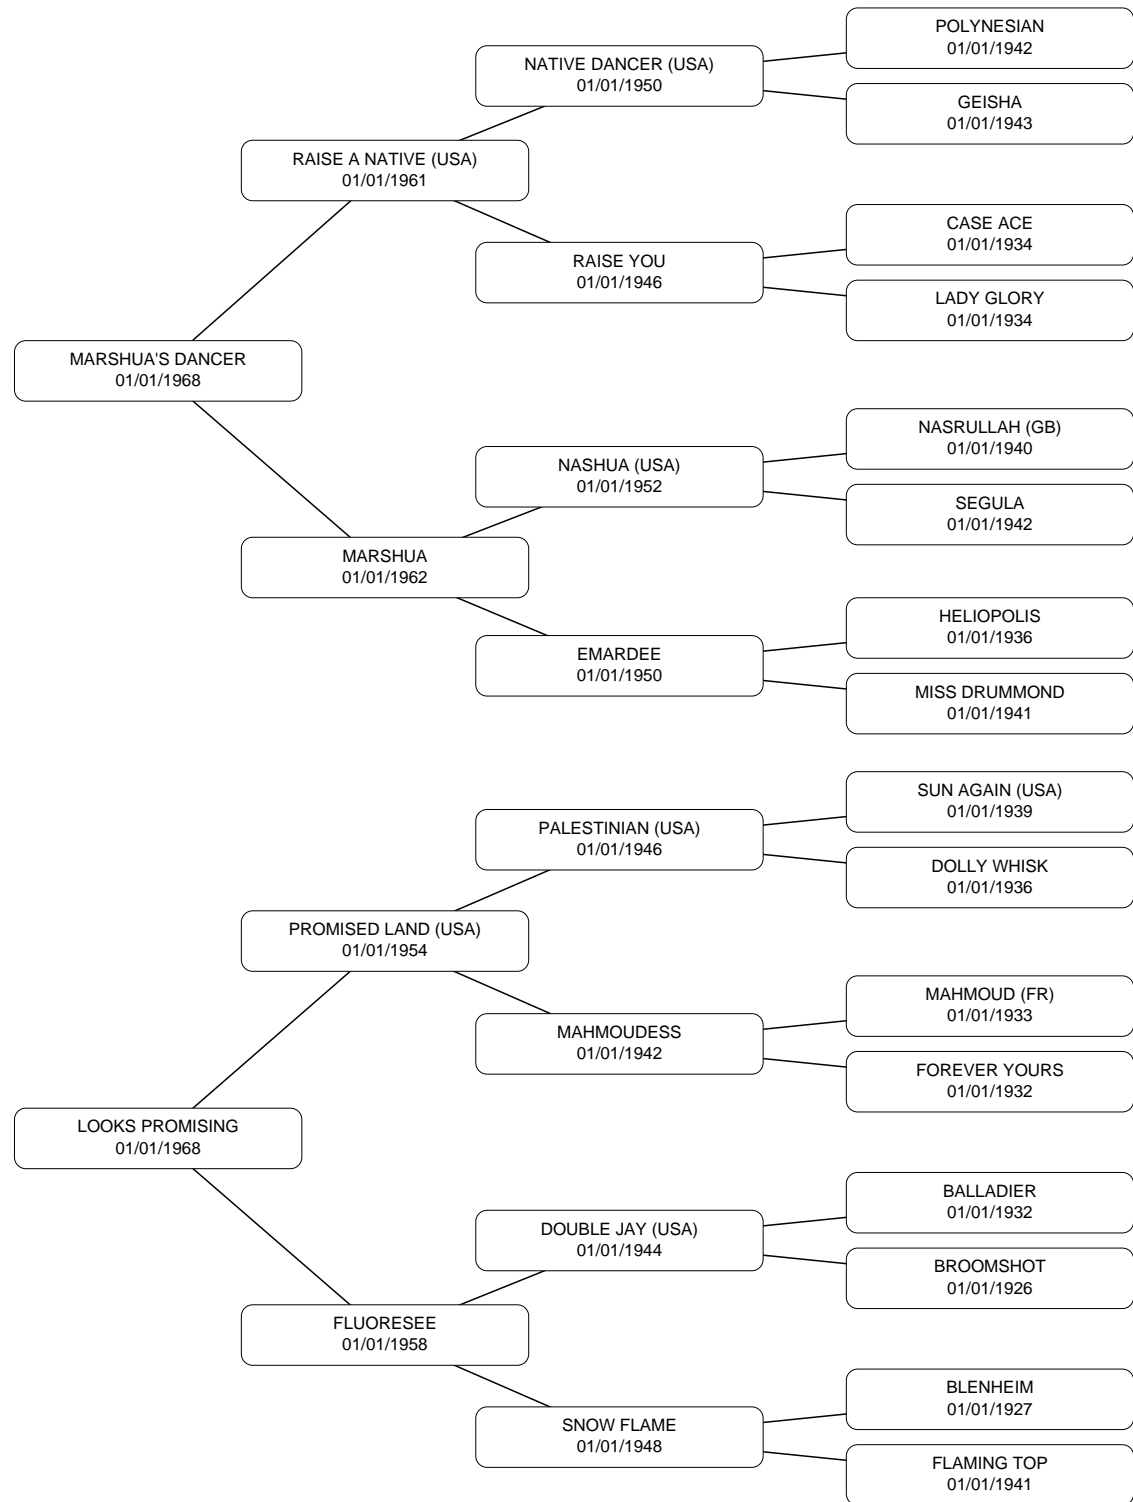 POLYNESIAN
01/01/1942
NATIVE DANCER (USA)
01/01/1950
GEISHA
01/01/1943
RAISE A NATIVE (USA)
01/01/1961
CASE ACE
01/01/1934
RAISE YOU
01/01/1946
LADY GLORY
01/01/1934
MARSHUA'S DANCER
01/01/1968
NASRULLAH (GB)
01/01/1940
NASHUA (USA)
01/01/1952
SEGULA
01/01/1942
MARSHUA
01/01/1962
HELIOPOLIS
01/01/1936
EMARDEE
01/01/1950
MISS DRUMMOND
01/01/1941
SUN AGAIN (USA)
01/01/1939
PALESTINIAN (USA)
01/01/1946
DOLLY WHISK
01/01/1936
PROMISED LAND (USA)
01/01/1954
MAHMOUD (FR)
01/01/1933
MAHMOUDESS
01/01/1942
FOREVER YOURS
01/01/1932
LOOKS PROMISING
01/01/1968
BALLADIER
01/01/1932
DOUBLE JAY (USA)
01/01/1944
BROOMSHOT
01/01/1926
FLUORESEE
01/01/1958
BLENHEIM
01/01/1927
SNOW FLAME
01/01/1948
FLAMING TOP
01/01/1941